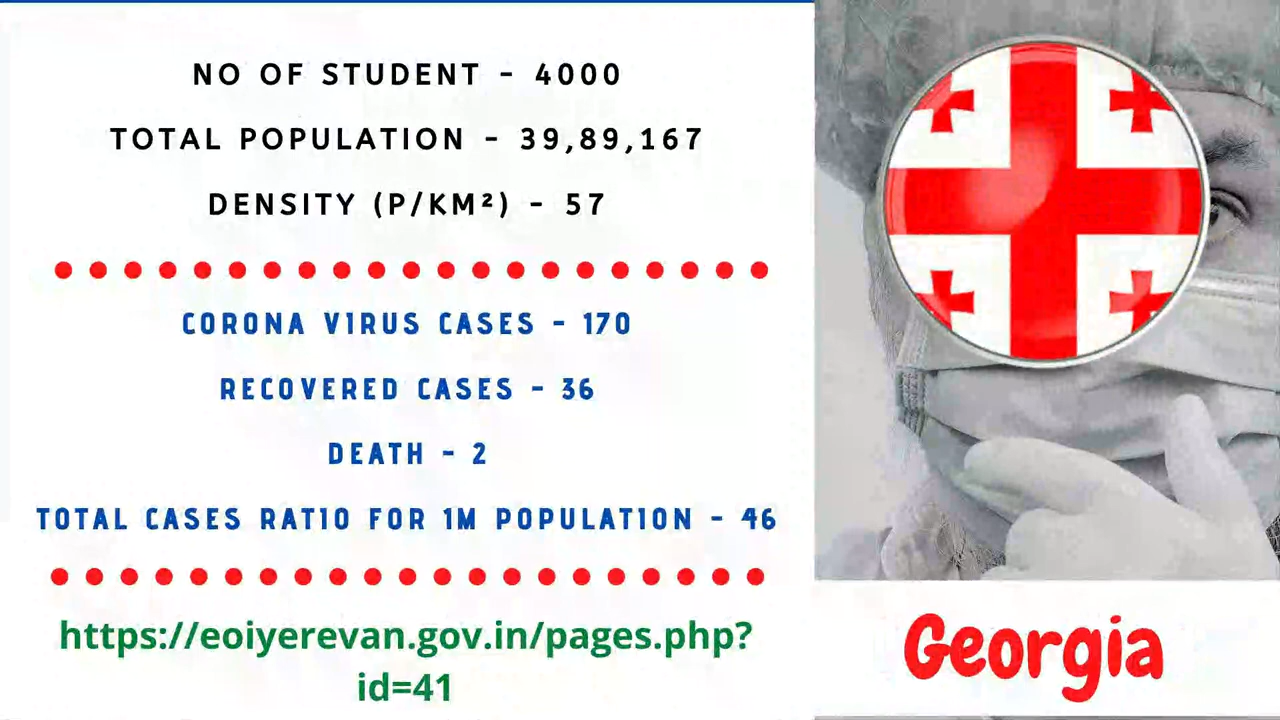 NO OF STUDENT - 4000
TOTAL POPULATION - 39,89,167
DENSITY (P/KM²) - 57
CORONA VIRUS CASES - 170
RECOVERED CASES - 36
DEATH - 2
TOTAL CASES RATIO FOR 1M POPULATION - 46
https://eoiyerevan.gov.in/pages.php?
id=41
Georgia